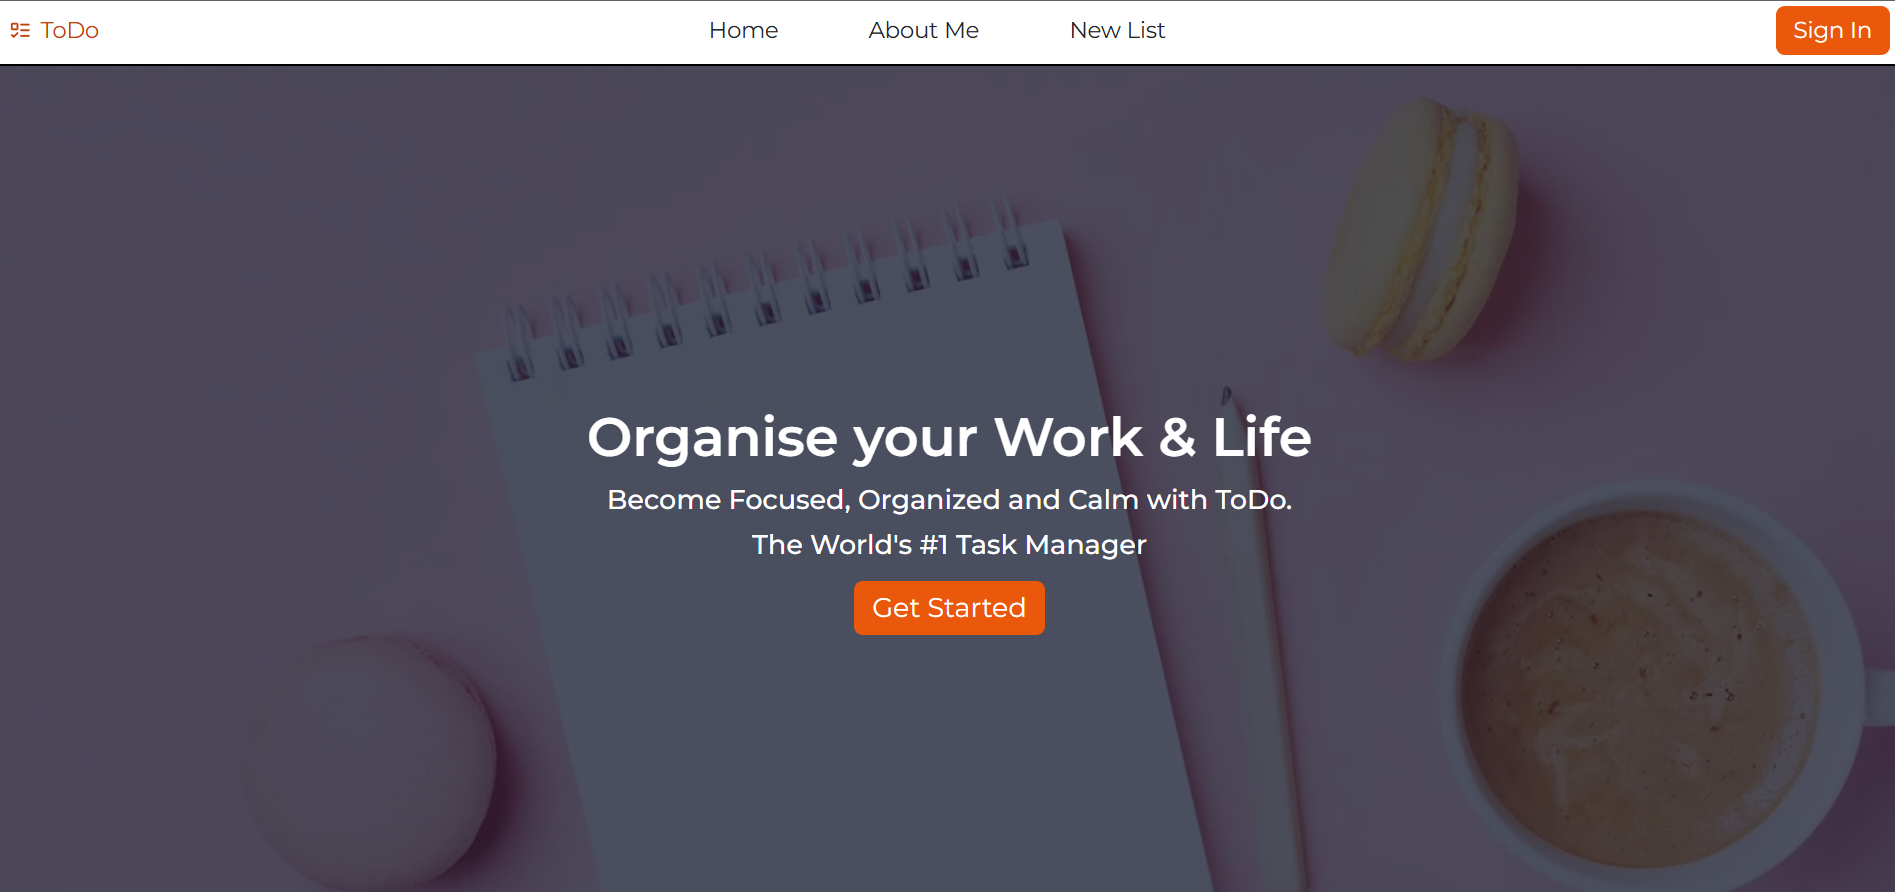 ToDo
Home
About Me
New List
Sign In
Organise your Work & Life
Become Focused, Organized and Calm with ToDo.
The World's #1 Task Manager
Get Started